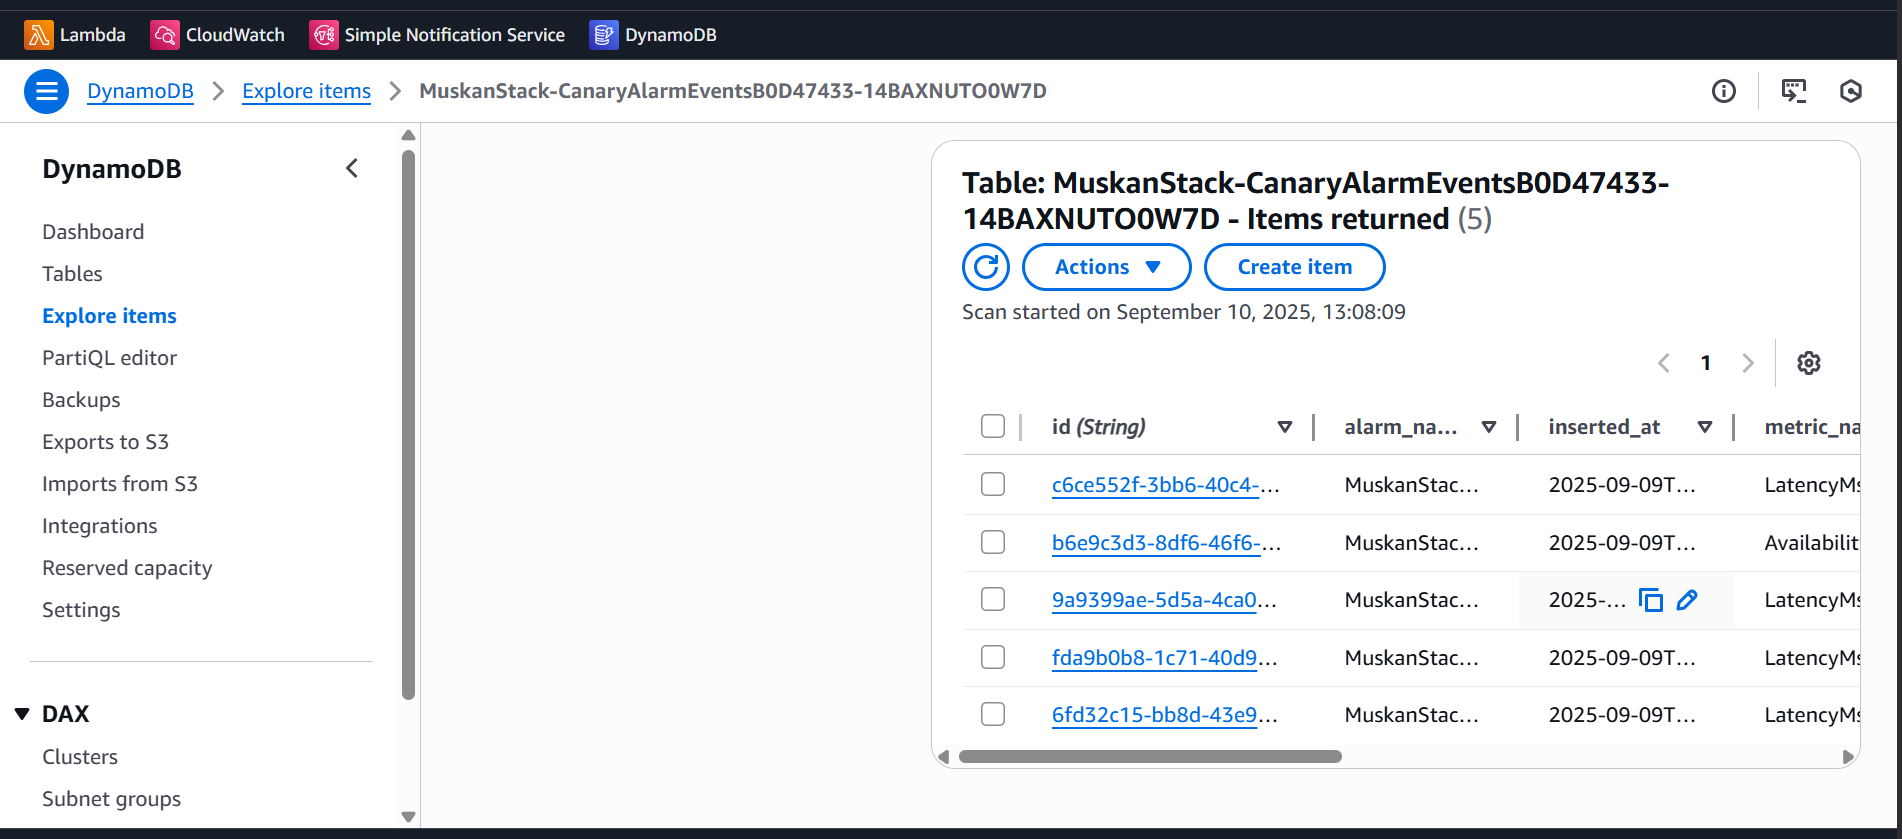 Lambda CloudWatch Simple Notification Service DynamoDB
DynamoDB Explore items MuskanStack-CanaryAlarmEventsB0D47433-14BAXNUTO0W7D
DynamoDB
Dashboard
Tables
Explore items
PartiQL editor
Backups
Exports to S3
Imports from S3
Integrations
Reserved capacity
Settings
DAX
Clusters
Subnet groups
Table: MuskanStack-CanaryAlarmEventsB0D47433-
14BAXNUTO0W7D - Items returned (5)
Actions Create item
Scan started on September 10, 2025, 13:08:09
1
id (String) alarm_na... inserted_at metric_na
c6ce552f-3bb6-40c4-... MuskanStac... 2025-09-09T... LatencyMs
b6e9c3d3-8df6-46f6-... MuskanStac... 2025-09-09T... Availabilit
9a9399ae-5d5a-4ca0... MuskanStac... 2025-... LatencyMs
fda9b0b8-1c71-40d9... MuskanStac... 2025-09-09T... LatencyMs
6fd32c15-bb8d-43e9... MuskanStac... 2025-09-09T... LatencyMs